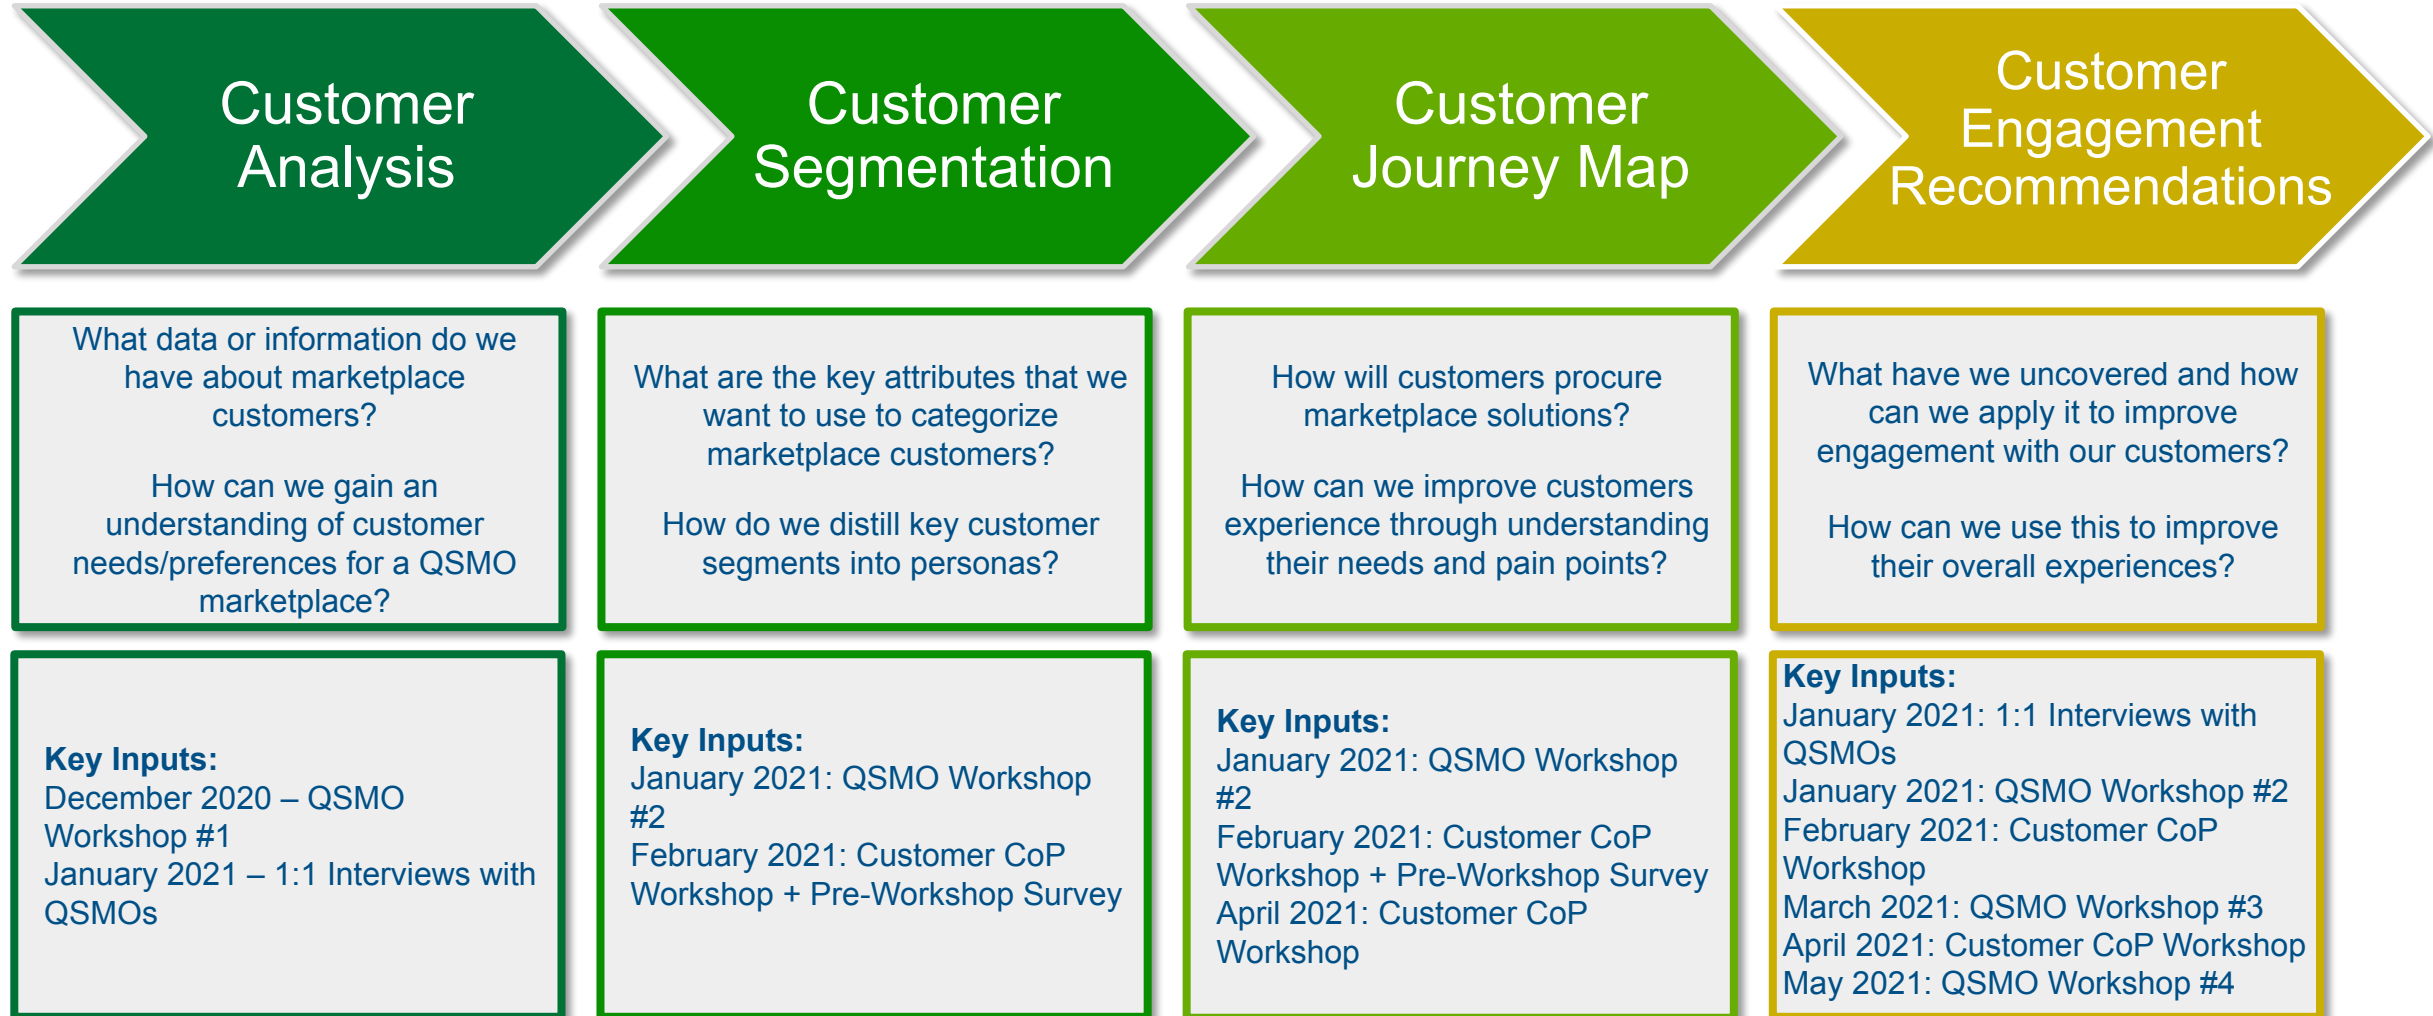 Customer
Analysis
Customer
Segmentation
Customer
Journey Map
Customer
Engagement
Recommendations
What data or information do we
have about marketplace
customers?
How can we gain an
understanding of customer
needs/preferences for a QSMO
marketplace?
What are the key attributes that we
want to use to categorize
marketplace customers?
How do we distill key customer
segments into personas?
How will customers procure
marketplace solutions?
How can we improve customers
experience through understanding
their needs and pain points?
What have we uncovered and how
can we apply it to improve
engagement with our customers?
How can we use this to improve
their overall experiences?
Key Inputs:
December 2020 – QSMO
Workshop #1
January 2021 – 1:1 Interviews with
QSMOs
Key Inputs:
January 2021: QSMO Workshop
#2
February 2021: Customer CoP
Workshop + Pre-Workshop Survey
Key Inputs:
January 2021: QSMO Workshop
#2
February 2021: Customer CoP
Workshop + Pre-Workshop Survey
April 2021: Customer CoP
Workshop
Key Inputs:
January 2021: 1:1 Interviews with
QSMOs
January 2021: QSMO Workshop #2
February 2021: Customer CoP
Workshop
March 2021: QSMO Workshop #3
April 2021: Customer CoP Workshop
May 2021: QSMO Workshop #4